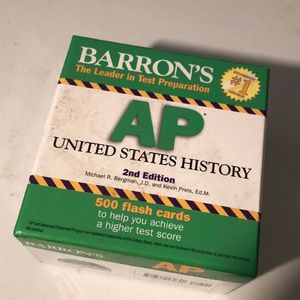 BARRON'S
The Leader in Test Preparation
#1
AP
UNITED STATES HISTORY
2nd Edition
Michael R. Bergman, J.D. and Kevin Preis, Ed.M.
500 flash cards
to help you achieve
a higher test score
AP